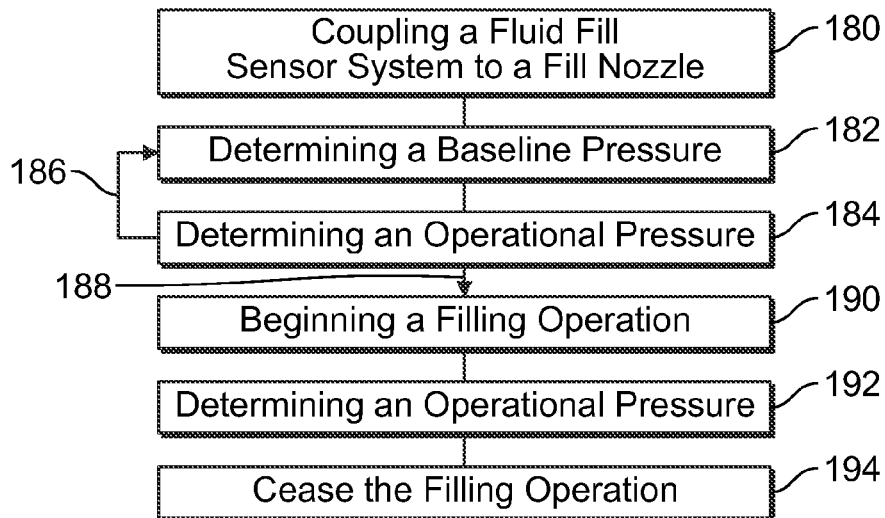 Coupling a Fluid Fill
Sensor System to a Fill Nozzle
180
Determining a Baseline Pressure
182
186
Determining an Operational Pressure
184
188
Beginning a Filling Operation
190
Determining an Operational Pressure
192
Cease the Filling Operation
194